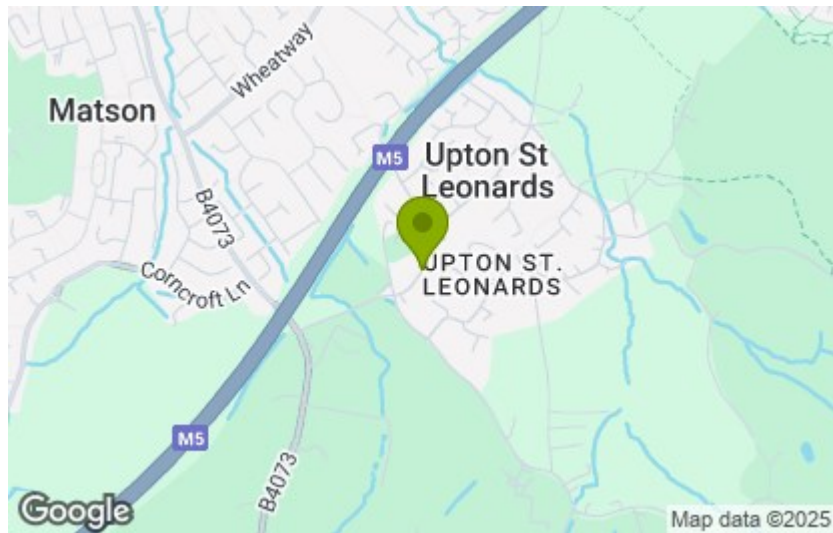 Wheatway
Matson
M5
Upton St
Leonards
B4073
UPTON ST.
LEONARDS
Corncroft Ln
M5
B4073
Google
Map data ©2025